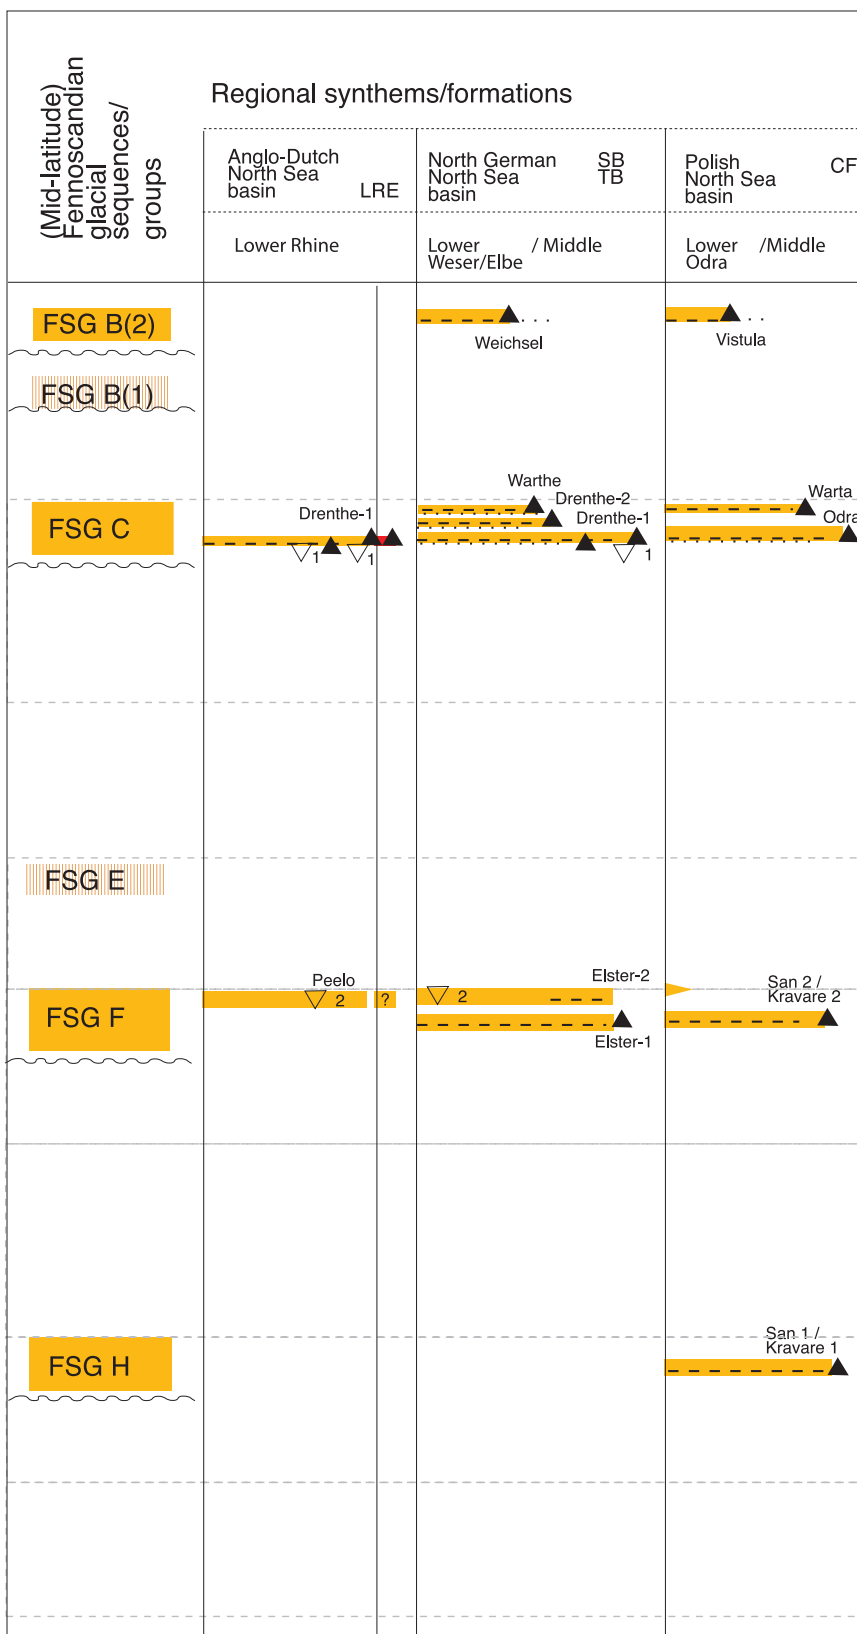 (Mid-latitude)
Fennoscandian
glacial
sequences/
groups
Regional synthems/formations
Anglo-Dutch
North Sea
basin
LRE
North German
North Sea
basin
SB
TB
Polish
North Sea
basin
CF
Lower Rhine
Lower / Middle
Weser/Elbe
Lower /Middle
Odra
FSG B(2)
Weichsel
Vistula
FSG B(1)
FSG C
Drenthe-1
1
1
Warthe
Drenthe-2
Drenthe-1
1
Warta
Odra
FSG E
FSG F
Peelo
2
?
2
Elster-2
Elster-1
San 2 /
Kravare 2
FSG H
San 1 /
Kravare 1